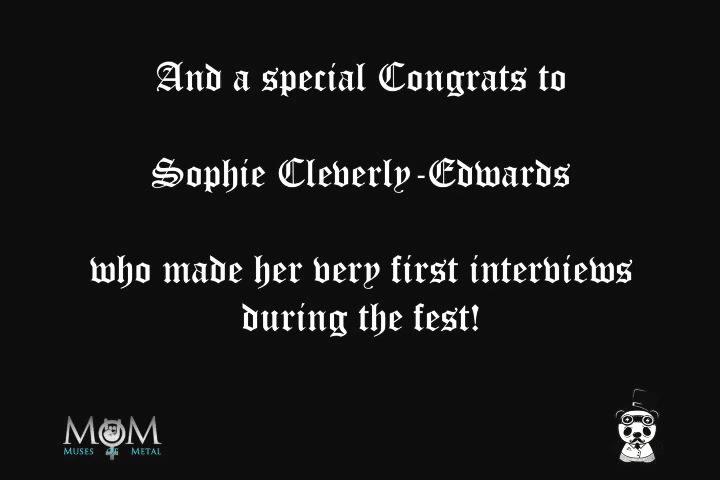 And a special Congrats to
Sophie Cleverly-Edwards
who made her very first interviews
during the fest!
MOM
MUSES OF METAL